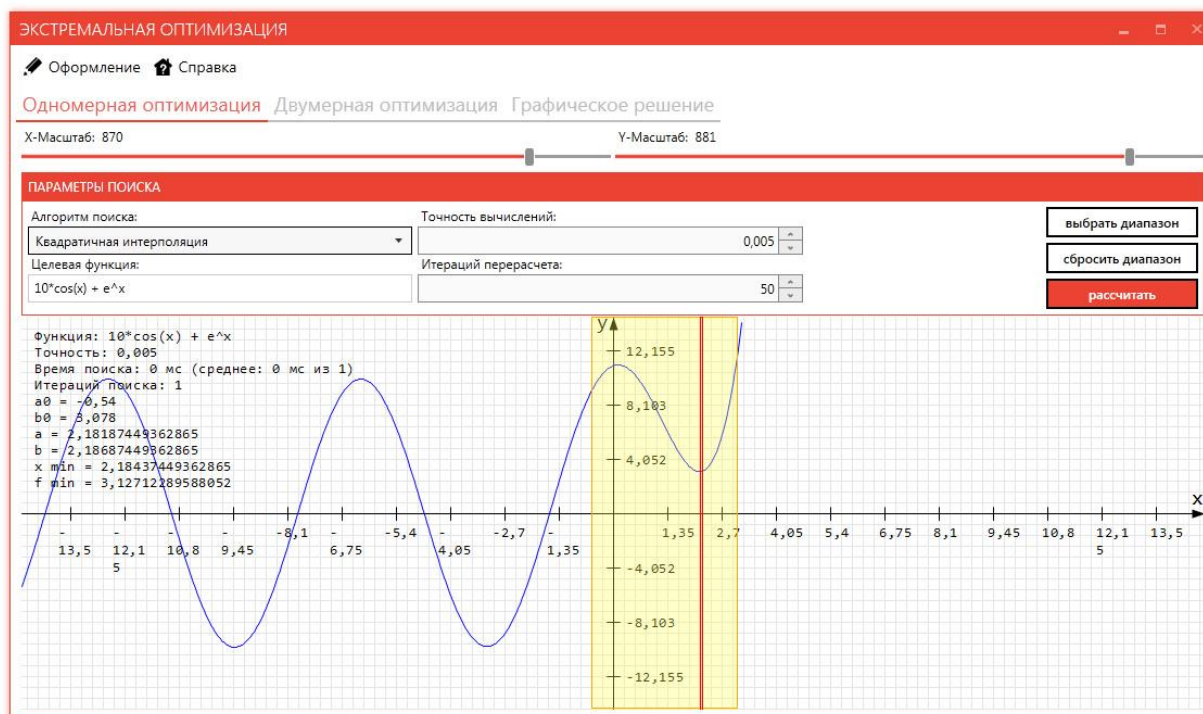 ЭКСТРЕМАЛЬНАЯ ОПТИМИЗАЦИЯ
Оформление Справка
Одномерная оптимизация Двумерная оптимизация Графическое решение
X-Масштаб: 870 Y-Масштаб: 881
ПАРАМЕТРЫ ПОИСКА
Алгоритм поиска: Точность вычислений:
выбрать диапазон
Квадратичная интерполяция 0,005
сбросить диапазон
Целевая функция: Итераций перерасчета:
10*cos(x) + e^x 50
рассчитать
y
Функция: 10*cos(x) + e^x
Точность: 0,005
Время поиска: 0 мс (среднее: 0 мс из 1)
Итераций поиска: 1
a0 = -0,54
b0 = 3,078
a = 2,18187449362865
b = 2,18687449362865
x min = 2,18437449362865
f min = 3,12712289588052
12,155
8,103
4,052
x
- 13,5 - 12,15 - 10,8 - 9,45 -8,1 - 6,75 -5,4 - 4,05 -2,7 - 1,35 1,35 2,7 4,05 5,4 6,75 8,1 9,45 10,8 12,15 13,5
-4,052
-8,103
-12,155